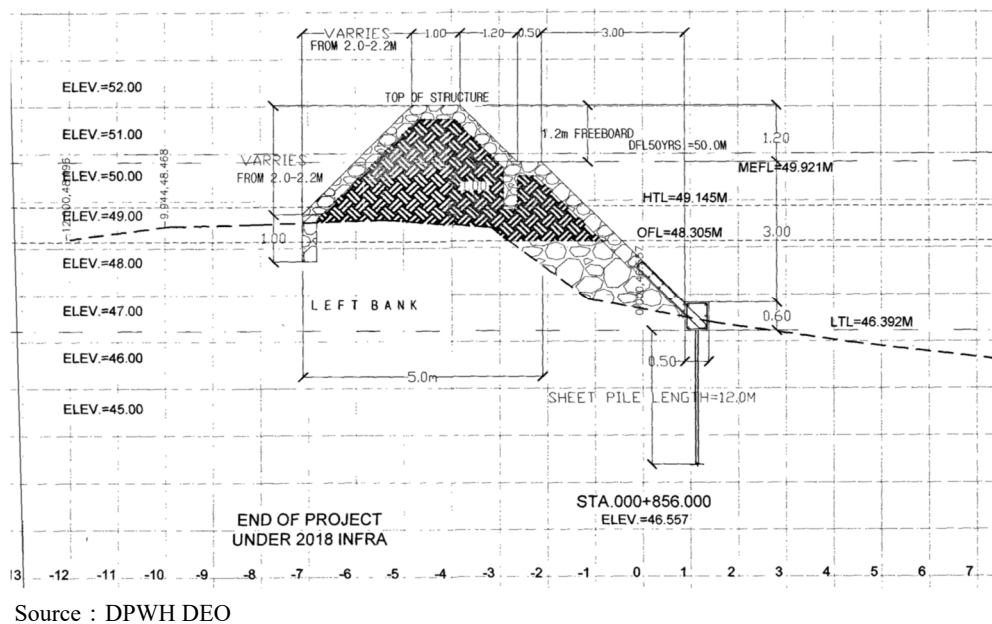 VARRIES
FROM 2.0-2.2M
1.00
1.20
0.50
3.00
ELEV.=52.00
TOP OF STRUCTURE
ELEV.=51.00
1.2m FREEBOARD
DFL50YRS.=50.0M
1.20
MEFL=49.921M
VARRIES
FROM 2.0-2.2M
ELEV.=50.00
-9.944,48.468
HTL=49.145M
ELEV.=49.00
OFL=48.305M
3.00
1.00
ELEV.=48.00
LEFT BANK
ELEV.=47.00
0.60
LTL=46.392M
ELEV.=46.00
0.50
5.0m
SHEET PILE LENGTH=12.0M
ELEV.=45.00
STA.000+856.000
ELEV.=46.557
END OF PROJECT
UNDER 2018 INFRA
13 -12 -11 -10 -9 -8 -7 -6 -5 -4 -3 -2 -1 0 1 2 3 4 5 6 7
Source : DPWH DEO